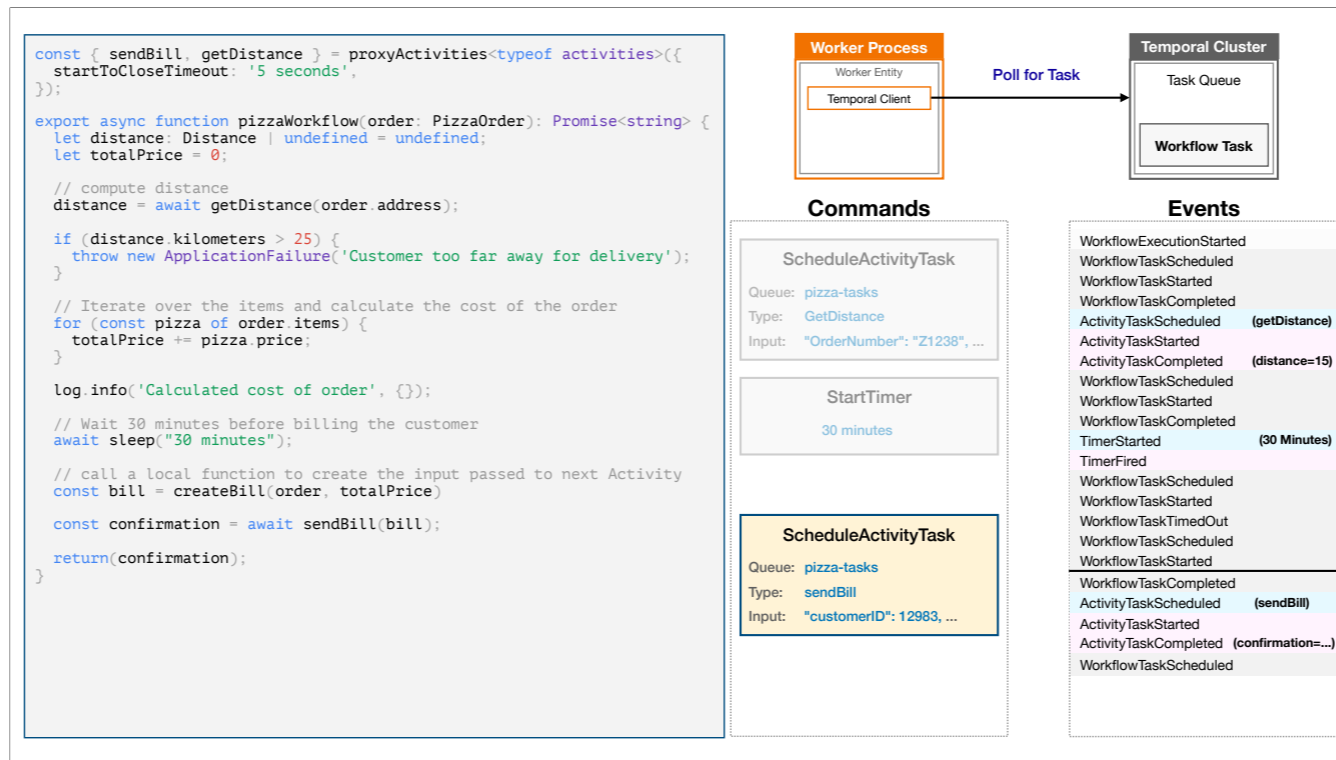 const { sendBill, getDistance } = proxyActivities<typeof activities>({
  startToCloseTimeout: '5 seconds',
});
export async function pizzaWorkflow(order: PizzaOrder): Promise<string> {
  let distance: Distance | undefined = undefined;
  let totalPrice = 0;
  // compute distance
  distance = await getDistance(order.address);
  if (distance.kilometers > 25) {
    throw new ApplicationFailure('Customer too far away for delivery');
  }
  // Iterate over the items and calculate the cost of the order
  for (const pizza of order.items) {
    totalPrice += pizza.price;
  }
  log.info('Calculated cost of order', {});
  // Wait 30 minutes before billing the customer
  await sleep("30 minutes");
  // call a local function to create the input passed to next Activity
  const bill = createBill(order, totalPrice)
  const confirmation = await sendBill(bill);
  return(confirmation);
}
Worker Process
Worker Entity
Temporal Client
Poll for Task
Temporal Cluster
Task Queue
Workflow Task
Commands
ScheduleActivityTask
Queue: pizza-tasks
Type: GetDistance
Input: "OrderNumber": "Z1238", ...
StartTimer
30 minutes
ScheduleActivityTask
Queue: pizza-tasks
Type: sendBill
Input: "customerID": 12983, ...
Events
WorkflowExecutionStarted
WorkflowTaskScheduled
WorkflowTaskStarted
WorkflowTaskCompleted
ActivityTaskScheduled (getDistance)
ActivityTaskStarted
ActivityTaskCompleted (distance=15)
WorkflowTaskScheduled
WorkflowTaskStarted
WorkflowTaskCompleted
TimerStarted (30 Minutes)
TimerFired
WorkflowTaskScheduled
WorkflowTaskStarted
WorkflowTaskTimedOut
WorkflowTaskScheduled
WorkflowTaskStarted
WorkflowTaskCompleted
ActivityTaskScheduled (sendBill)
ActivityTaskStarted
ActivityTaskCompleted (confirmation=...)
WorkflowTaskScheduled